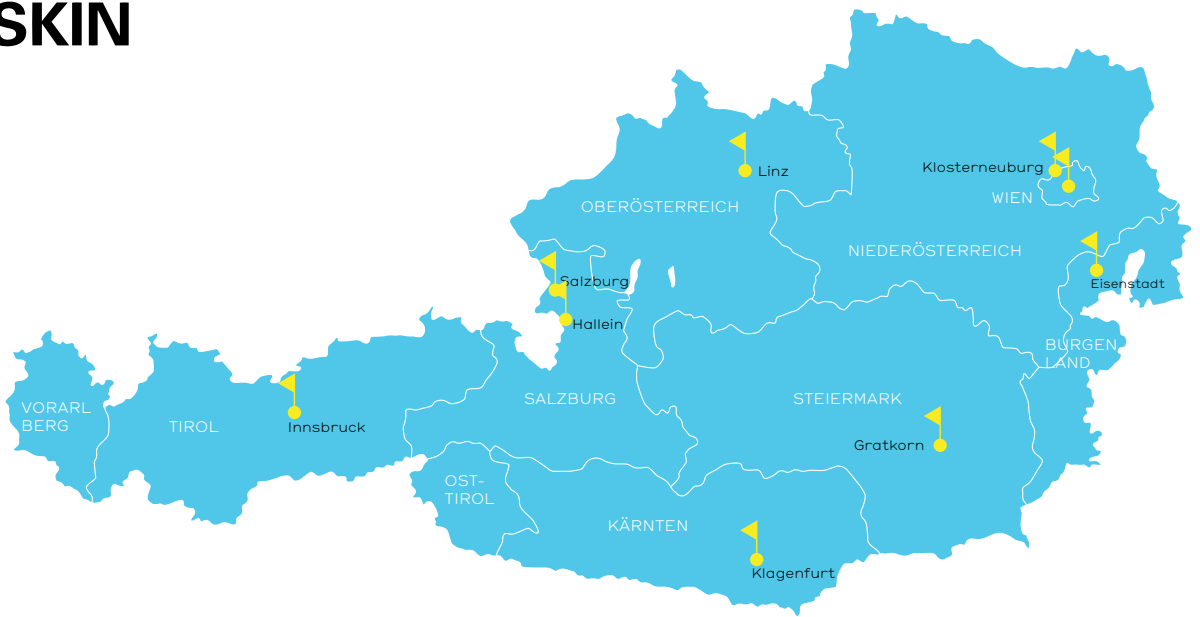 SKIN
Linz
Klosterneuburg
WIEN
OBERÖSTERREICH
NIEDERÖSTERREICH
Salzburg
Eisenstadt
Hallein
BURGEN
LAND
SALZBURG
STEIERMARK
VORARL
BERG
TIROL
Innsbruck
Gratkorn
OST-
TIROL
KÄRNTEN
Klagenfurt